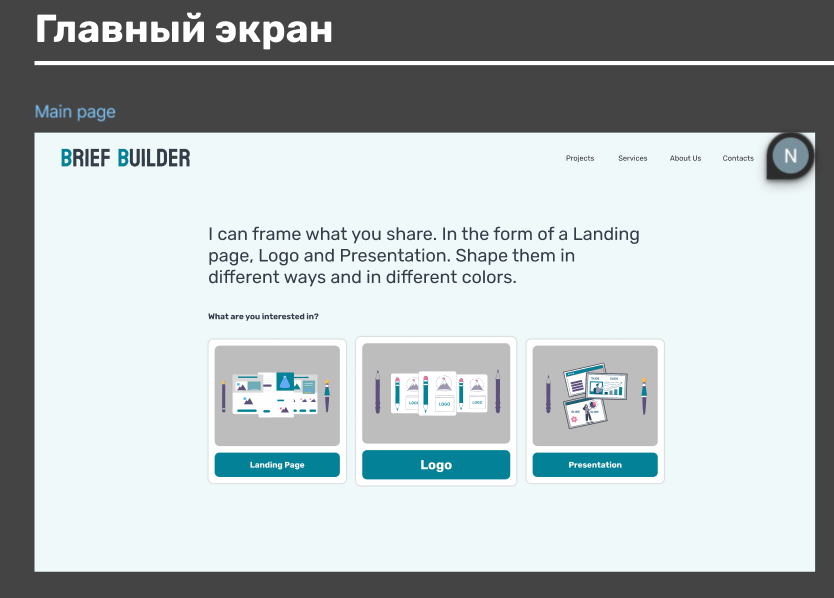 Главный экран
Main page
BRIEF BUILDER
Projects Services About Us Contacts
N
I can frame what you share. In the form of a Landing
page, Logo and Presentation. Shape them in
different ways and in different colors.
What are you interested in?
LOGO LOGO LOGO
Landing Page
Logo
Presentation